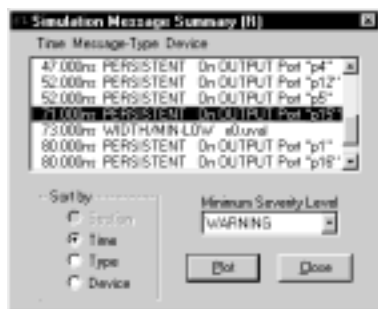 Simulation Message Summary (R)
Time Message-Type Device
47.000ns PERSISTENT On OUTPUT Port "p4"
52.000ns PERSISTENT On OUTPUT Port "p12"
52.000ns PERSISTENT On OUTPUT Port "p5"
71.000ns PERSISTENT On OUTPUT Port "p15"
73.000ns WIDTH/MIN-LOW
80.000ns PERSISTENT On OUTPUT Port "p1"
80.000ns PERSISTENT On OUTPUT Port "p16"
Sort by
Section
Time
Type
Device
Minimum Severity Level
WARNING
Plot
Close